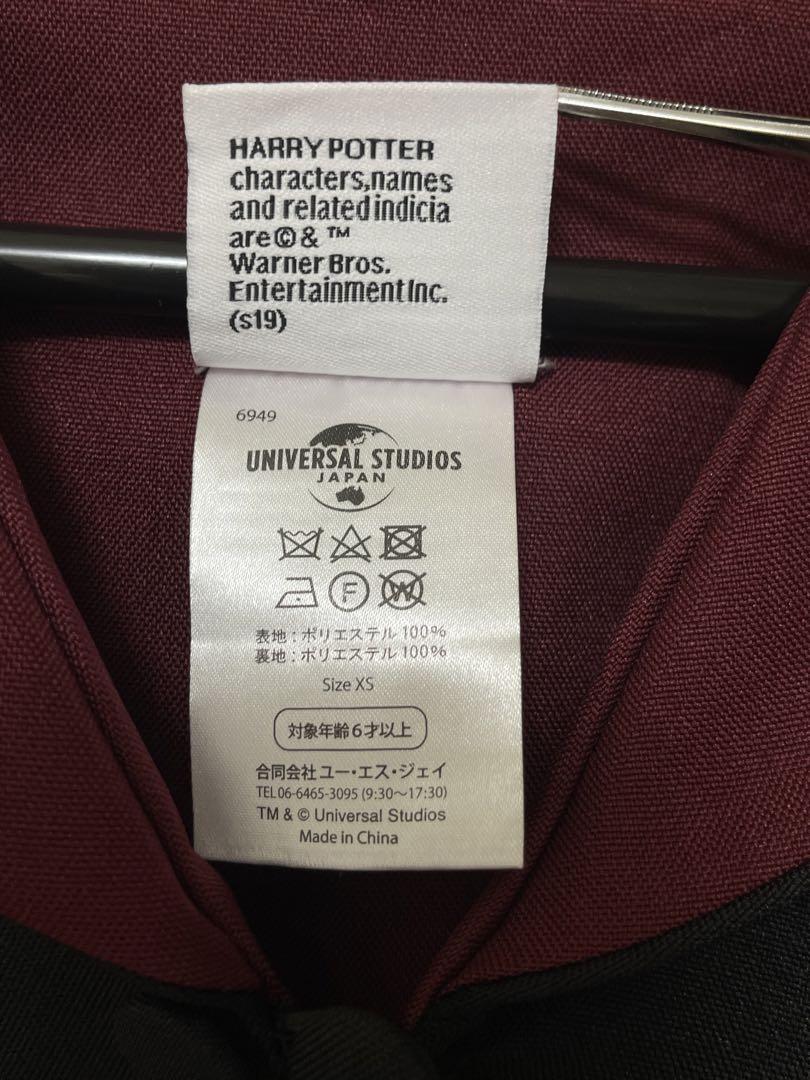 HARRY POTTER
characters,names
and related indicia
are © & ™
Warner Bros.
Entertainment Inc.
(s19)
6949
UNIVERSAL STUDIOS
JAPAN
F
W
表地 : ポリエステル 100%
裏地 : ポリエステル 100%
Size XS
対象年齢6才以上
合同会社ユー・エス・ジェイ
TEL 06-6465-3095 (9:30～17:30)
TM & © Universal Studios
Made in China